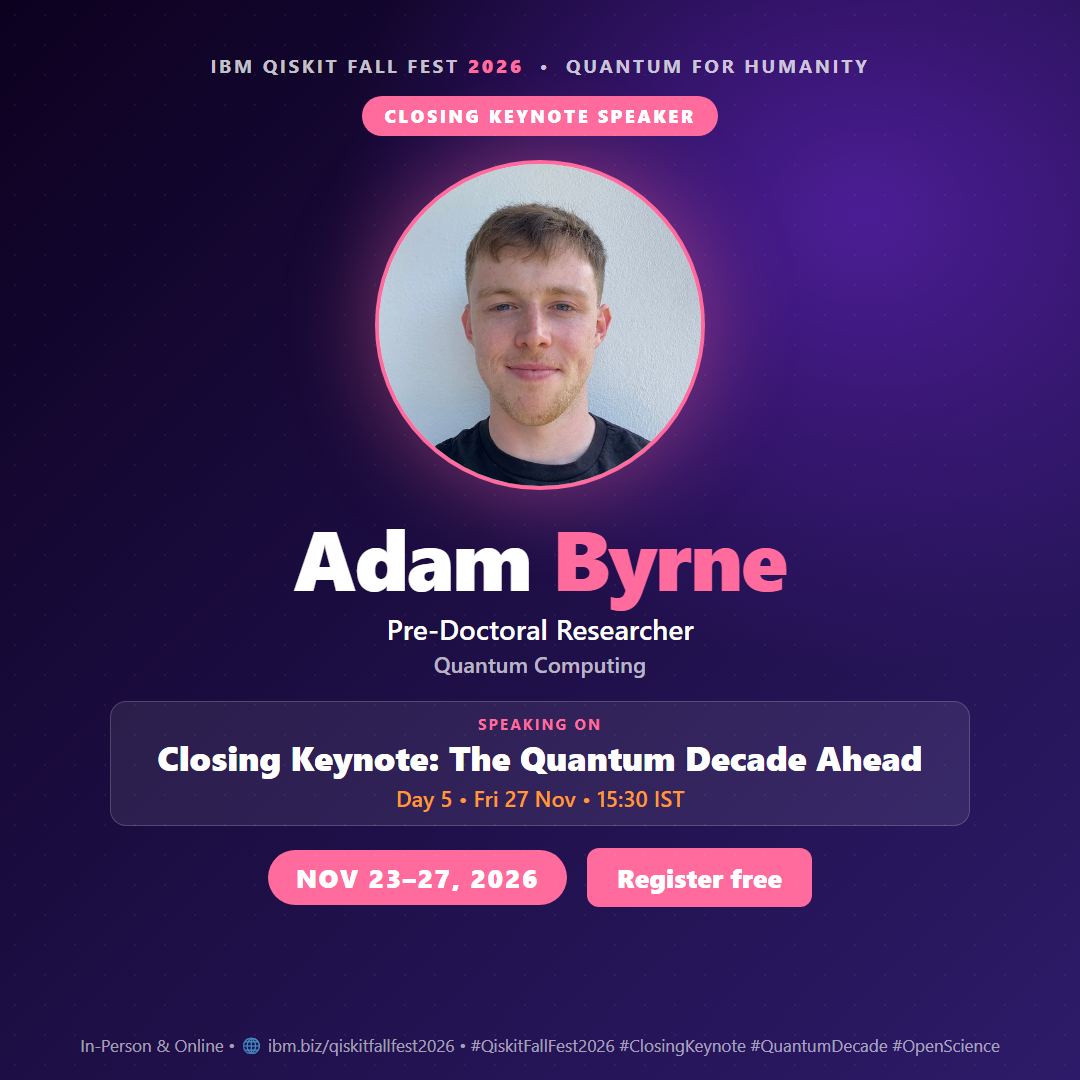 IBM QISKIT FALL FEST 2026 • QUANTUM FOR HUMANITY
CLOSING KEYNOTE SPEAKER
Adam Byrne
Pre-Doctoral Researcher
Quantum Computing
SPEAKING ON
Closing Keynote: The Quantum Decade Ahead
Day 5 • Fri 27 Nov • 15:30 IST
NOV 23–27, 2026
Register free
In-Person & Online • 🌐 ibm.biz/qiskitfallfest2026 • #QiskitFallFest2026 #ClosingKeynote #QuantumDecade #OpenScience